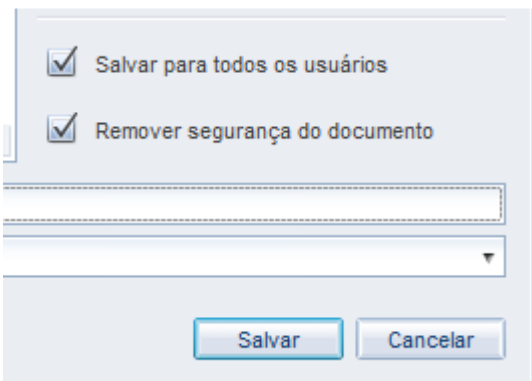 Salvar para todos os usuários
Remover segurança do documento
Salvar
Cancelar